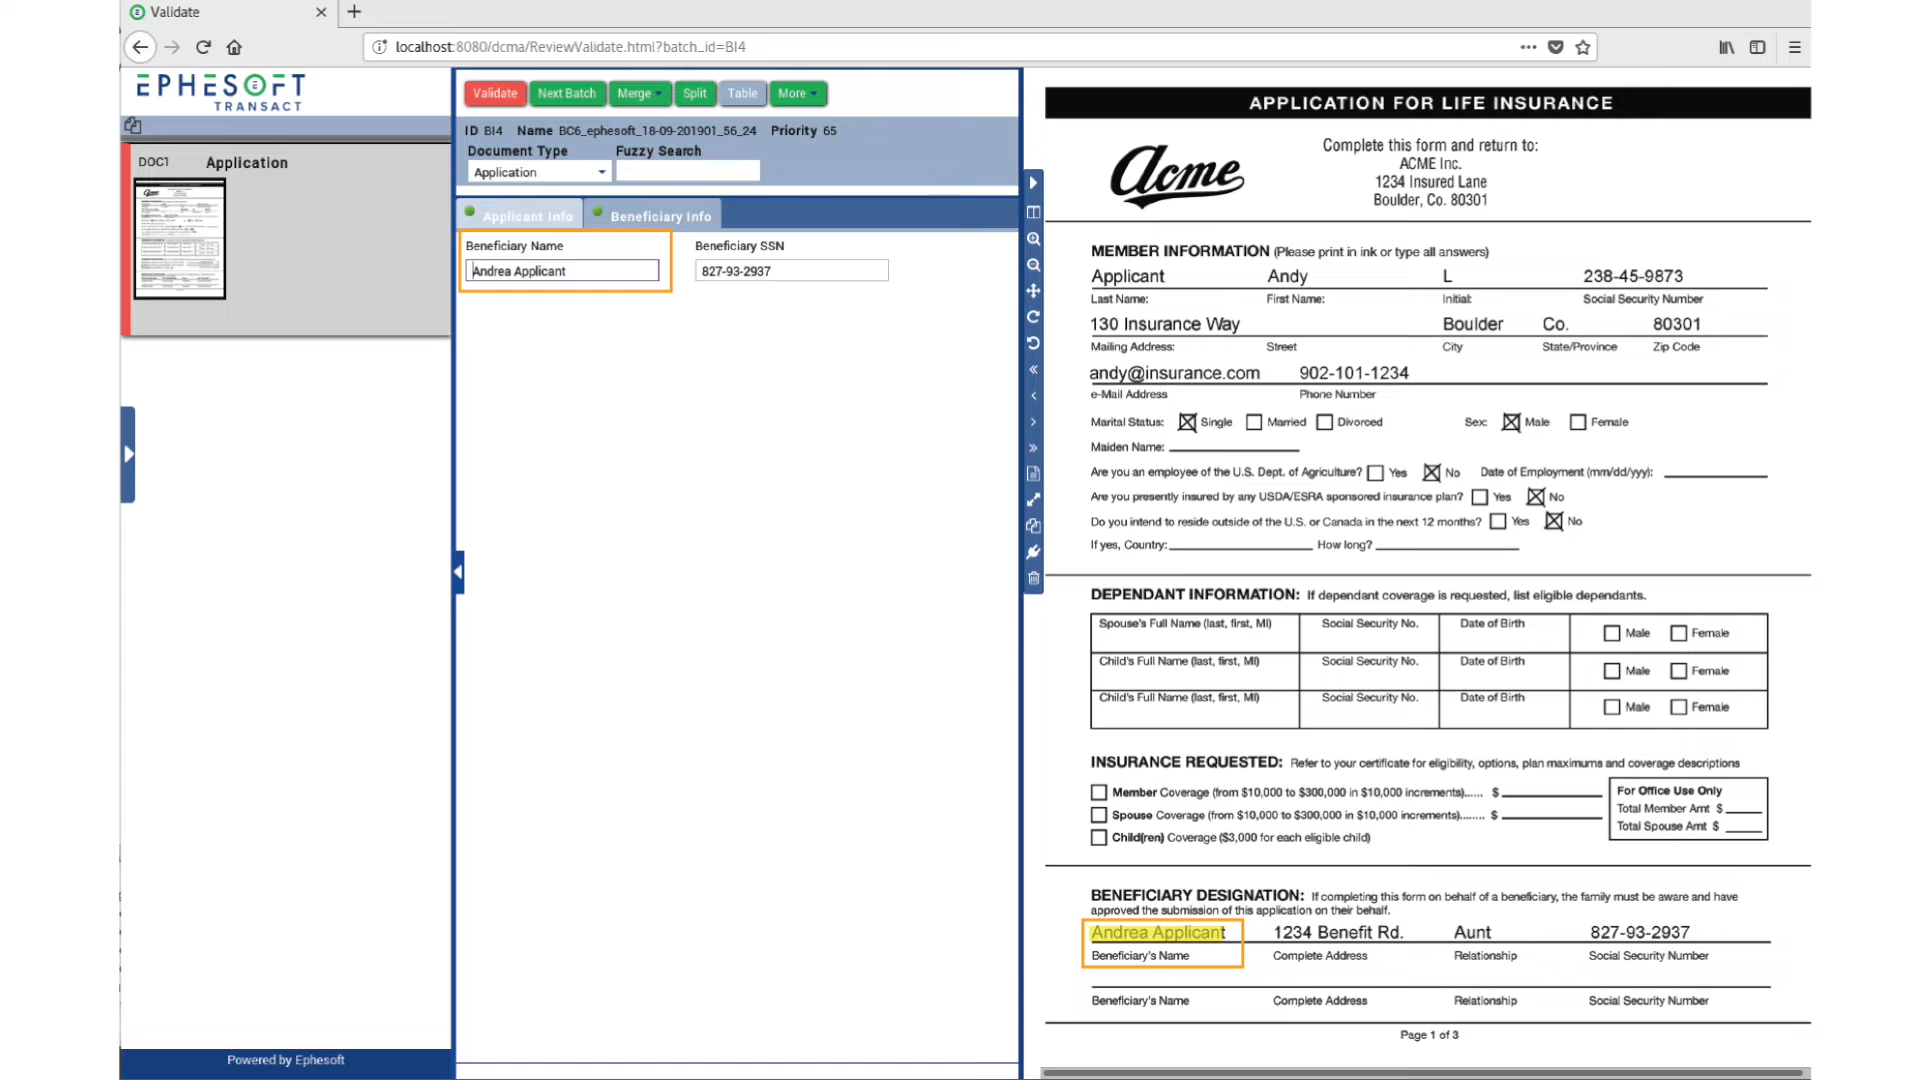 Validate
localhost:8080/dcma/ReviewValidate.html?batch_id=BI4
EPHESOFT
TRANSACT
DOC1 Application
Powered by Ephesoft
Validate Next Batch Merge Split Table More
ID BI4 Name BC6_ephesoft_18-09-201901_56_24 Priority 65
Document Type Fuzzy Search
Application
Applicant Info Beneficiary Info
Beneficiary Name Beneficiary SSN
Andrea Applicant 827-93-2937
APPLICATION FOR LIFE INSURANCE
Acme
Complete this form and return to:
ACME Inc.
1234 Insured Lane
Boulder, Co. 80301
MEMBER INFORMATION (Please print in ink or type all answers)
Applicant Andy L 238-45-9873
Last Name: First Name: Initial: Social Security Number
130 Insurance Way Boulder Co. 80301
Mailing Address: Street City State/Province Zip Code
andy@insurance.com 902-101-1234
e-Mail Address Phone Number
Marital Status: Single Married Divorced Sex: Male Female
Maiden Name:
Are you an employee of the U.S. Dept. of Agriculture? Yes No Date of Employment (mm/dd/yyy):
Are you presently insured by any USDA/ESRA sponsored insurance plan? Yes No
Do you intend to reside outside of the U.S. or Canada in the next 12 months? Yes No
If yes, Country: How long?
DEPENDANT INFORMATION: If dependant coverage is requested, list eligible dependants.
Spouse's Full Name (last, first, MI) Social Security No. Date of Birth Male Female
Child's Full Name (last, first, MI) Social Security No. Date of Birth Male Female
Child's Full Name (last, first, MI) Social Security No. Date of Birth Male Female
INSURANCE REQUESTED: Refer to your certificate for eligibility, options, plan maximums and coverage descriptions
Member Coverage (from $10,000 to $300,000 in $10,000 increments)...... $
Spouse Coverage (from $10,000 to $300,000 in $10,000 increments)........ $
Child(ren) Coverage ($3,000 for each eligible child)
For Office Use Only
Total Member Amt $
Total Spouse Amt $
BENEFICIARY DESIGNATION: If completing this form on behalf of a beneficiary, the family must be aware and have
approved the submission of this application on their behalf.
Andrea Applicant 1234 Benefit Rd. Aunt 827-93-2937
Beneficiary's Name Complete Address Relationship Social Security Number
Beneficiary's Name Complete Address Relationship Social Security Number
Page 1 of 3